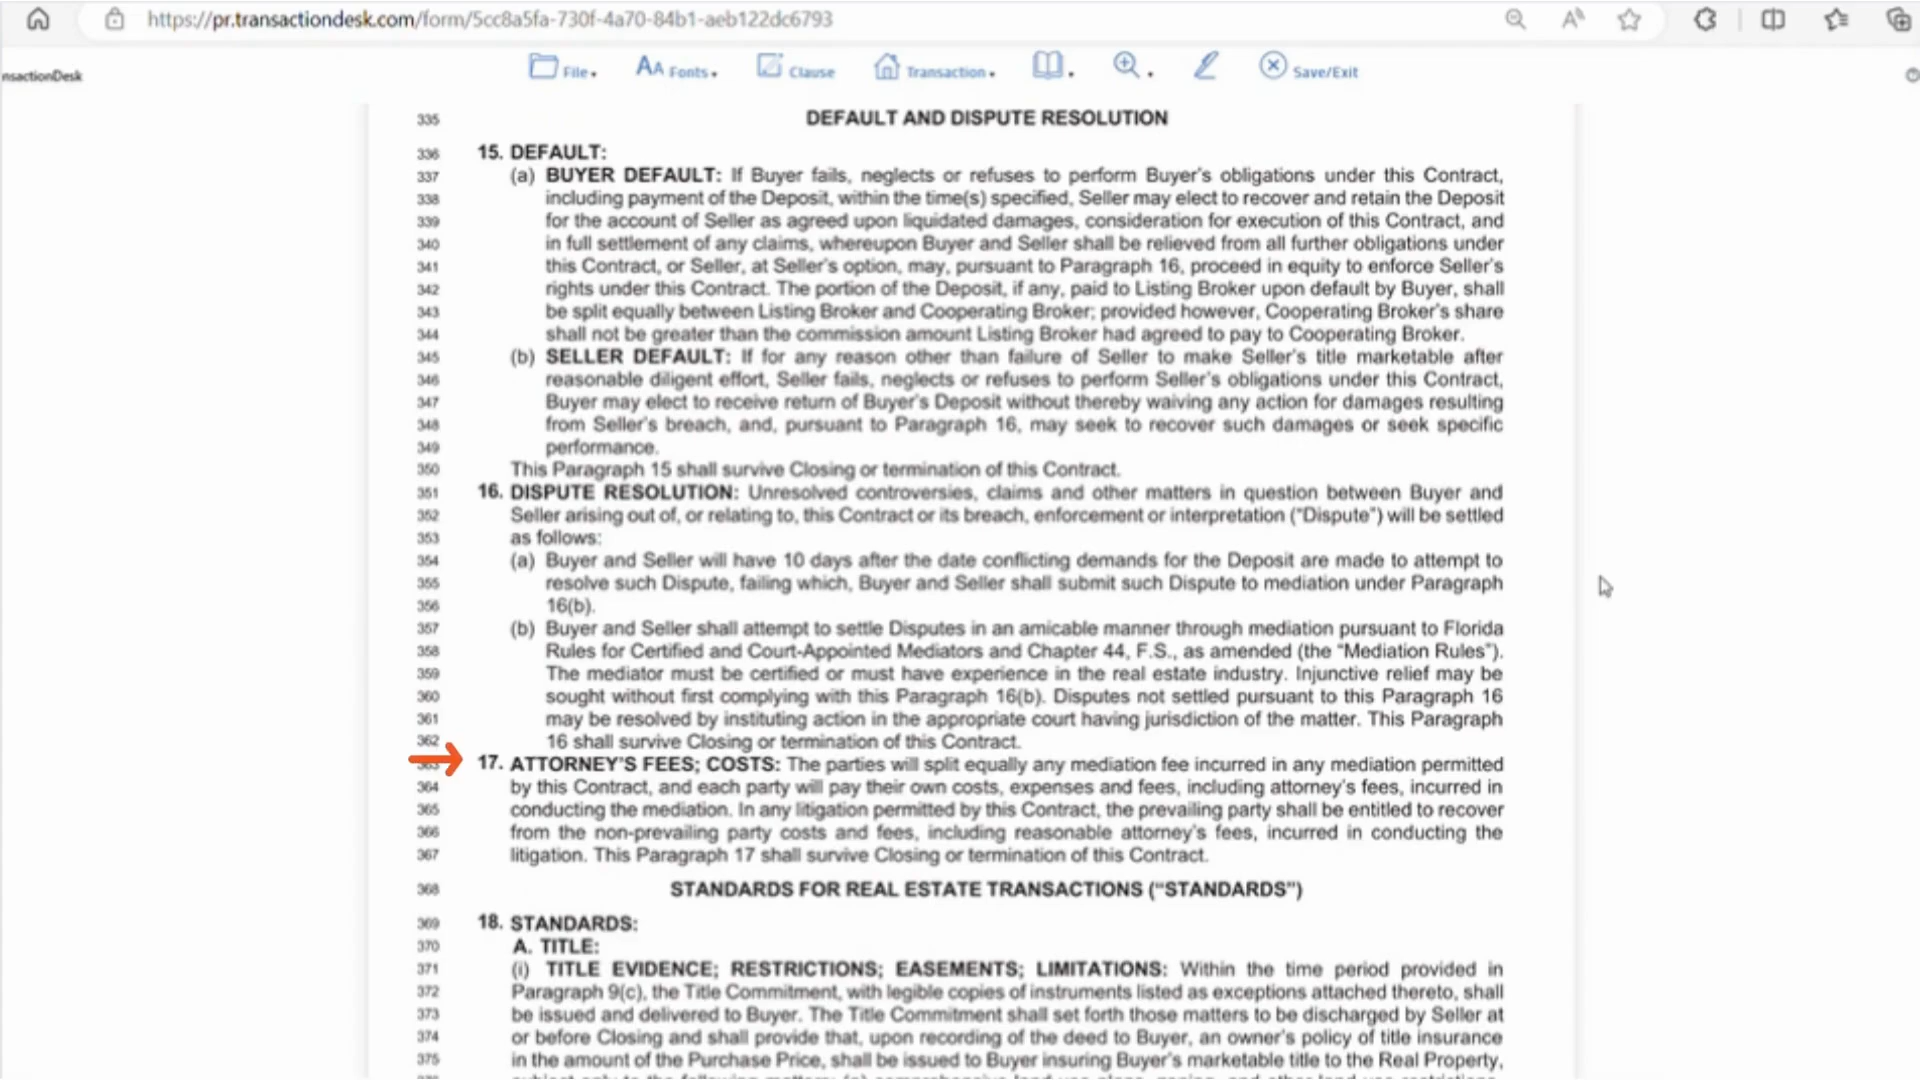 https://pr.transactiondesk.com/form/5cc8a5fa-730f-4a70-84b1-aeb122dc6793
nsactionDesk
File
AA Fonts
Clause
Transaction
Save/Exit
335 DEFAULT AND DISPUTE RESOLUTION
336 15. DEFAULT:
337 (a) BUYER DEFAULT: If Buyer fails, neglects or refuses to perform Buyer's obligations under this Contract,
338 including payment of the Deposit, within the time(s) specified, Seller may elect to recover and retain the Deposit
339 for the account of Seller as agreed upon liquidated damages, consideration for execution of this Contract, and
340 in full settlement of any claims, whereupon Buyer and Seller shall be relieved from all further obligations under
341 this Contract, or Seller, at Seller's option, may, pursuant to Paragraph 16, proceed in equity to enforce Seller's
342 rights under this Contract. The portion of the Deposit, if any, paid to Listing Broker upon default by Buyer, shall
343 be split equally between Listing Broker and Cooperating Broker; provided however, Cooperating Broker's share
344 shall not be greater than the commission amount Listing Broker had agreed to pay to Cooperating Broker.
345 (b) SELLER DEFAULT: If for any reason other than failure of Seller to make Seller's title marketable after
346 reasonable diligent effort, Seller fails, neglects or refuses to perform Seller's obligations under this Contract,
347 Buyer may elect to receive return of Buyer's Deposit without thereby waiving any action for damages resulting
348 from Seller's breach, and, pursuant to Paragraph 16, may seek to recover such damages or seek specific
349 performance.
350 This Paragraph 15 shall survive Closing or termination of this Contract.
351 16. DISPUTE RESOLUTION: Unresolved controversies, claims and other matters in question between Buyer and
352 Seller arising out of, or relating to, this Contract or its breach, enforcement or interpretation ("Dispute") will be settled
353 as follows:
354 (a) Buyer and Seller will have 10 days after the date conflicting demands for the Deposit are made to attempt to
355 resolve such Dispute, failing which, Buyer and Seller shall submit such Dispute to mediation under Paragraph
356 16(b).
357 (b) Buyer and Seller shall attempt to settle Disputes in an amicable manner through mediation pursuant to Florida
358 Rules for Certified and Court-Appointed Mediators and Chapter 44, F.S., as amended (the "Mediation Rules").
359 The mediator must be certified or must have experience in the real estate industry. Injunctive relief may be
360 sought without first complying with this Paragraph 16(b). Disputes not settled pursuant to this Paragraph 16
361 may be resolved by instituting action in the appropriate court having jurisdiction of the matter. This Paragraph
362 16 shall survive Closing or termination of this Contract.
363 17. ATTORNEY'S FEES; COSTS: The parties will split equally any mediation fee incurred in any mediation permitted
364 by this Contract, and each party will pay their own costs, expenses and fees, including attorney's fees, incurred in
365 conducting the mediation. In any litigation permitted by this Contract, the prevailing party shall be entitled to recover
366 from the non-prevailing party costs and fees, including reasonable attorney's fees, incurred in conducting the
367 litigation. This Paragraph 17 shall survive Closing or termination of this Contract.
368 STANDARDS FOR REAL ESTATE TRANSACTIONS ("STANDARDS")
369 18. STANDARDS:
370 A. TITLE:
371 (i) TITLE EVIDENCE; RESTRICTIONS; EASEMENTS; LIMITATIONS: Within the time period provided in
372 Paragraph 9(c), the Title Commitment, with legible copies of instruments listed as exceptions attached thereto, shall
373 be issued and delivered to Buyer. The Title Commitment shall set forth those matters to be discharged by Seller at
374 or before Closing and shall provide that, upon recording of the deed to Buyer, an owner's policy of title insurance
375 in the amount of the Purchase Price, shall be issued to Buyer insuring Buyer's marketable title to the Real Property,